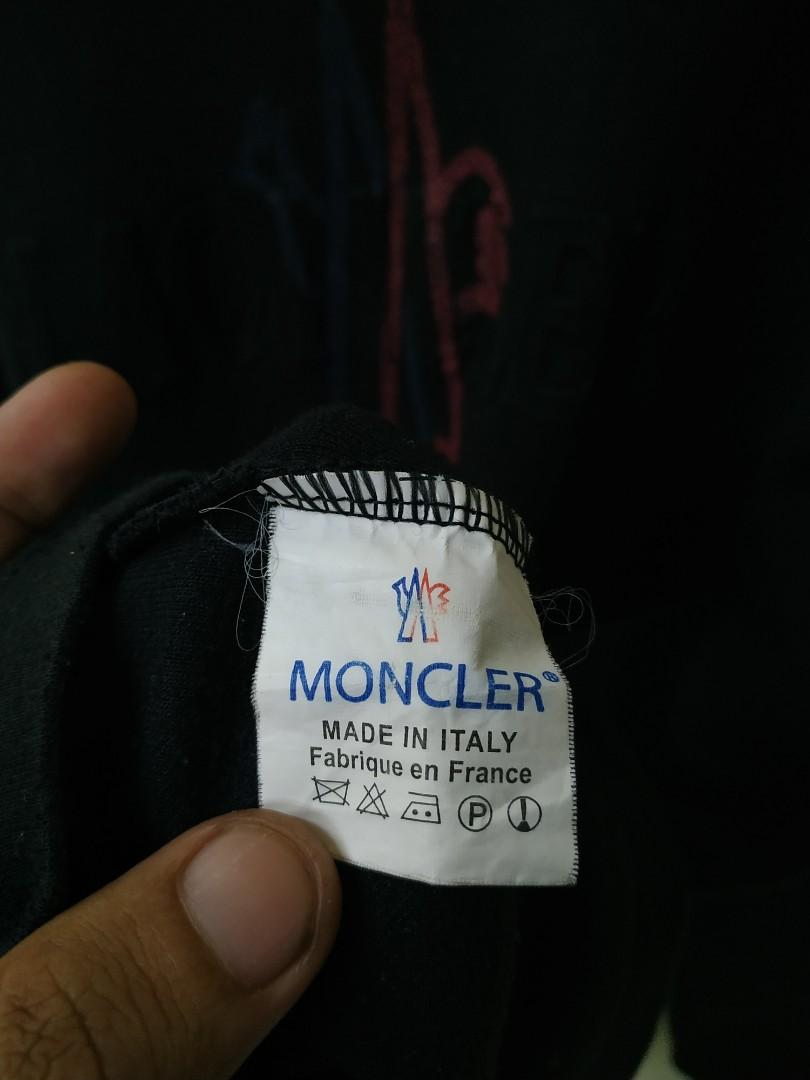 MONCLER®
MADE IN ITALY
Fabrique en France
P